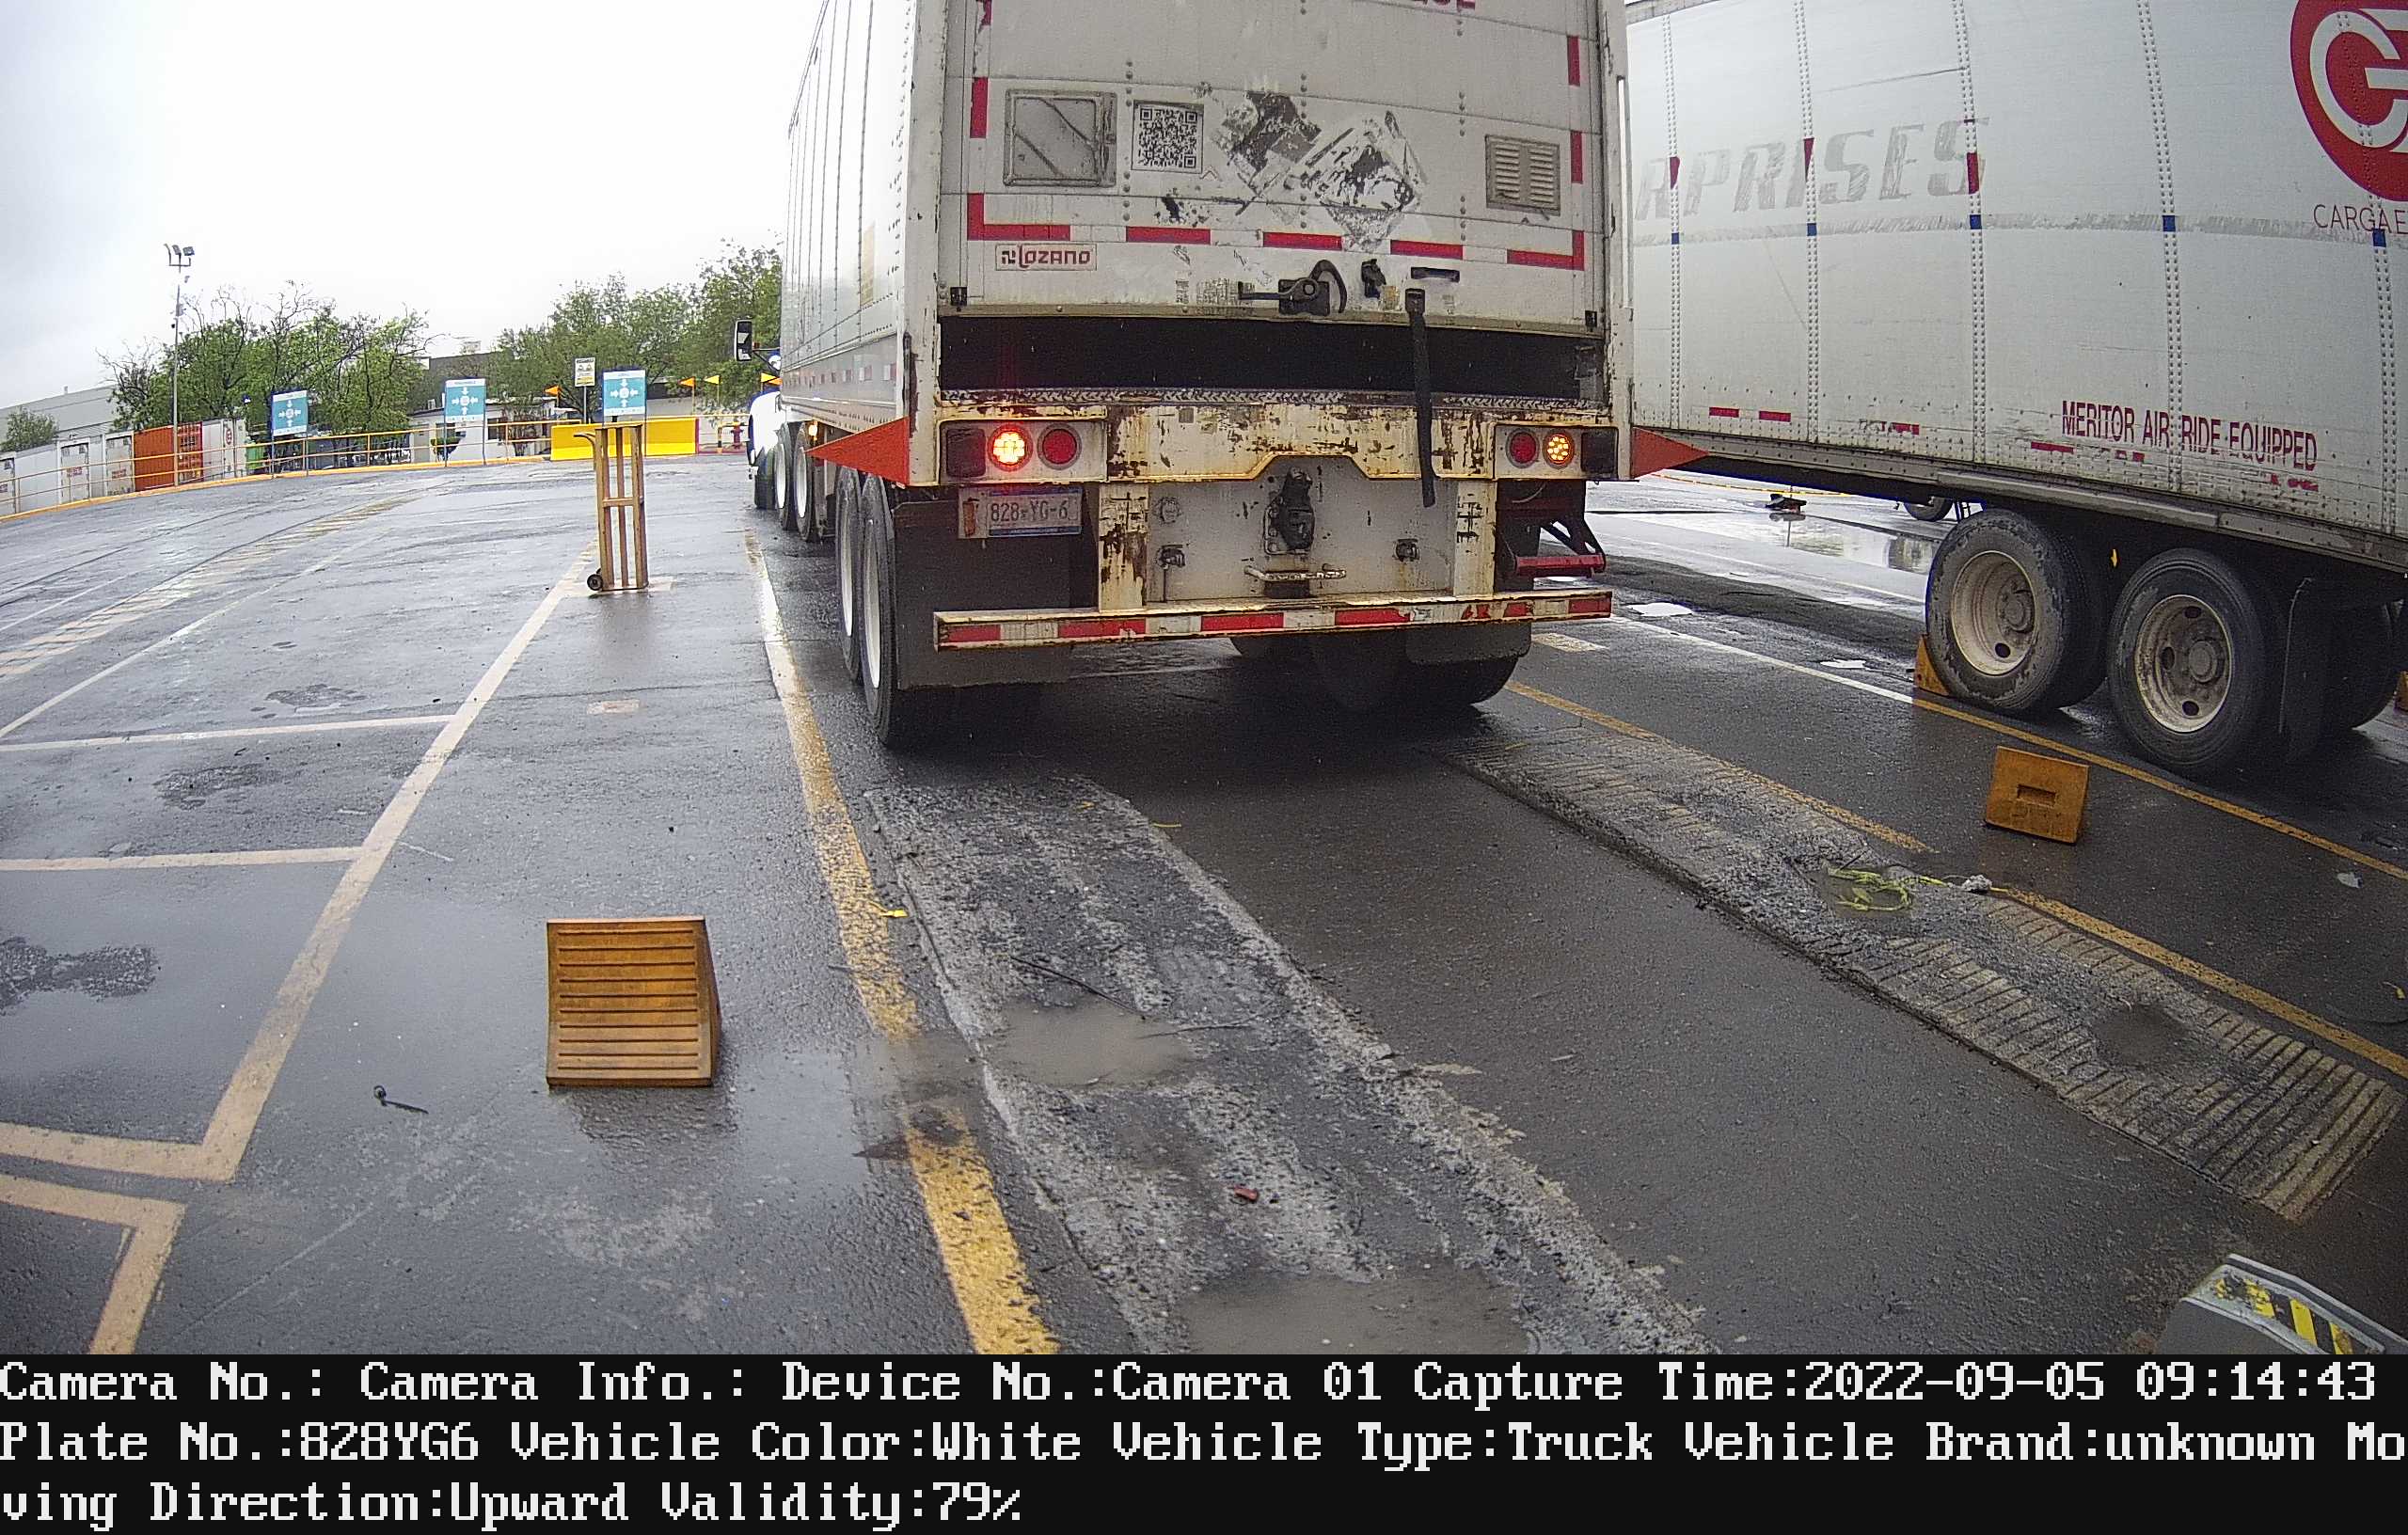 RPRISES
CARGAE
LOZANO
MERITOR AIR RIDE EQUIPPED
828-YG-6
Camera No.: Camera Info.: Device No.:Camera 01 Capture Time:2022-09-05 09:14:43
Plate No.:828YG6 Vehicle Color:White Vehicle Type:Truck Vehicle Brand:unknown Mo
ving Direction:Upward Validity:79%